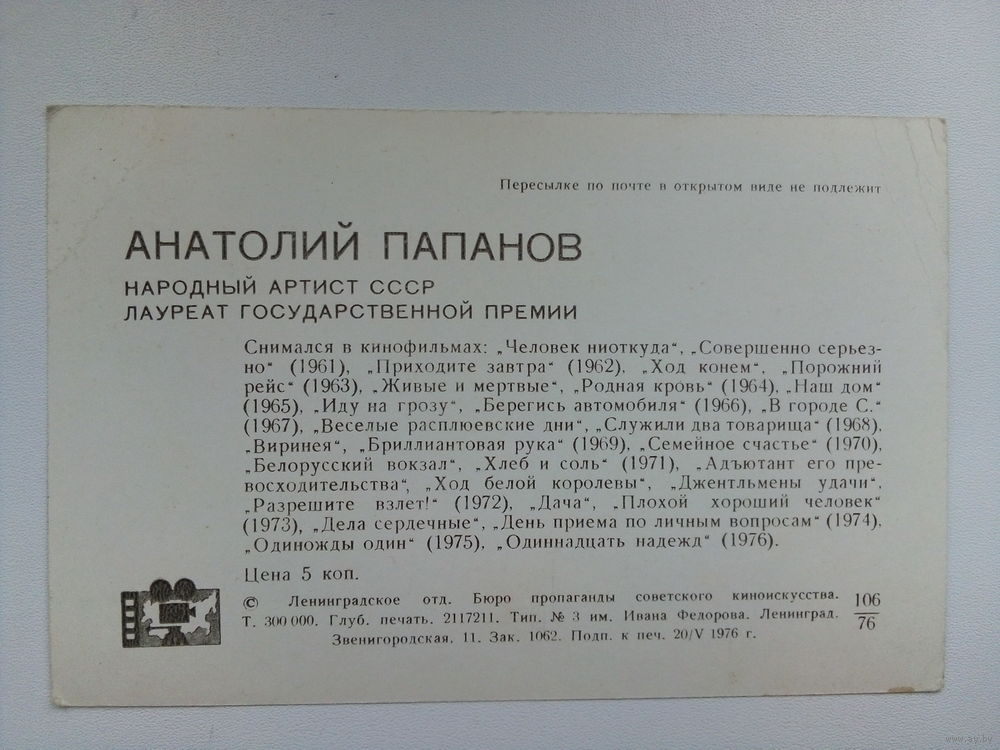 Пересылке по почте в открытом виде не подлежит
АНАТОЛИЙ ПАПАНОВ
НАРОДНЫЙ АРТИСТ СССР
ЛАУРЕАТ ГОСУДАРСТВЕННОЙ ПРЕМИИ
Снимался в кинофильмах: „Человек ниоткуда“, „Совершенно серьез-
но“ (1961), „Приходите завтра“ (1962), „Ход конем“, „Порожний
рейс“ (1963), „Живые и мертвые“, „Родная кровь“ (1964), „Наш дом“
(1965), „Иду на грозу“, „Берегись автомобиля“ (1966), „В городе С.“
(1967), „Веселые расплюевские дни“, „Служили два товарища“ (1968),
„Виринея“, „Бриллиантовая рука“ (1969), „Семейное счастье“ (1970),
„Белорусский вокзал“, „Хлеб и соль“ (1971), „Адъютант его пре-
восходительства“, „Ход белой королевы“, „Джентльмены удачи“,
„Разрешите взлет!“ (1972), „Дача“, „Плохой хороший человек“
(1973), „Дела сердечные“, „День приема по личным вопросам“ (1974),
„Одиножды один“ (1975), „Одиннадцать надежд“ (1976).
Цена 5 коп.
© Ленинградское отд. Бюро пропаганды советского киноискусства.
Т. 300 000. Глуб. печать. 2117211. Тип. № 3 им. Ивана Федорова. Ленинград.
Звенигородская, 11. Зак. 1062. Подп. к печ. 20/V 1976 г.
106
76
www.ay.by